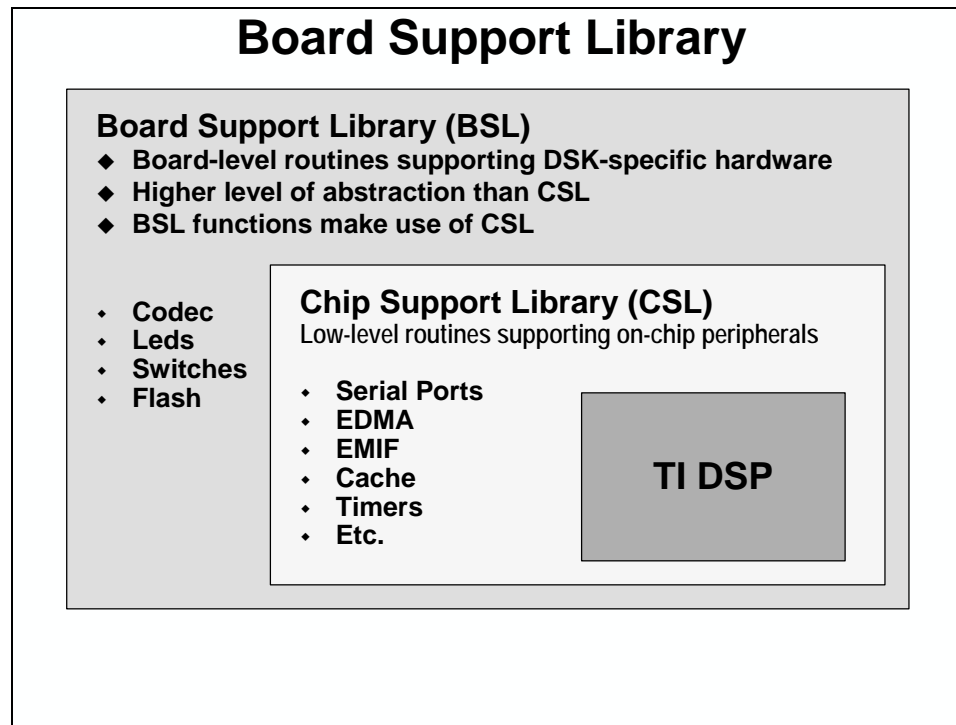 Board Support Library
Board Support Library (BSL)
◆ Board-level routines supporting DSK-specific hardware
◆ Higher level of abstraction than CSL
◆ BSL functions make use of CSL
◆ Codec
◆ Leds
◆ Switches
◆ Flash
Chip Support Library (CSL)
Low-level routines supporting on-chip peripherals
◆ Serial Ports
◆ EDMA
◆ EMIF
◆ Cache
◆ Timers
◆ Etc.
TI DSP